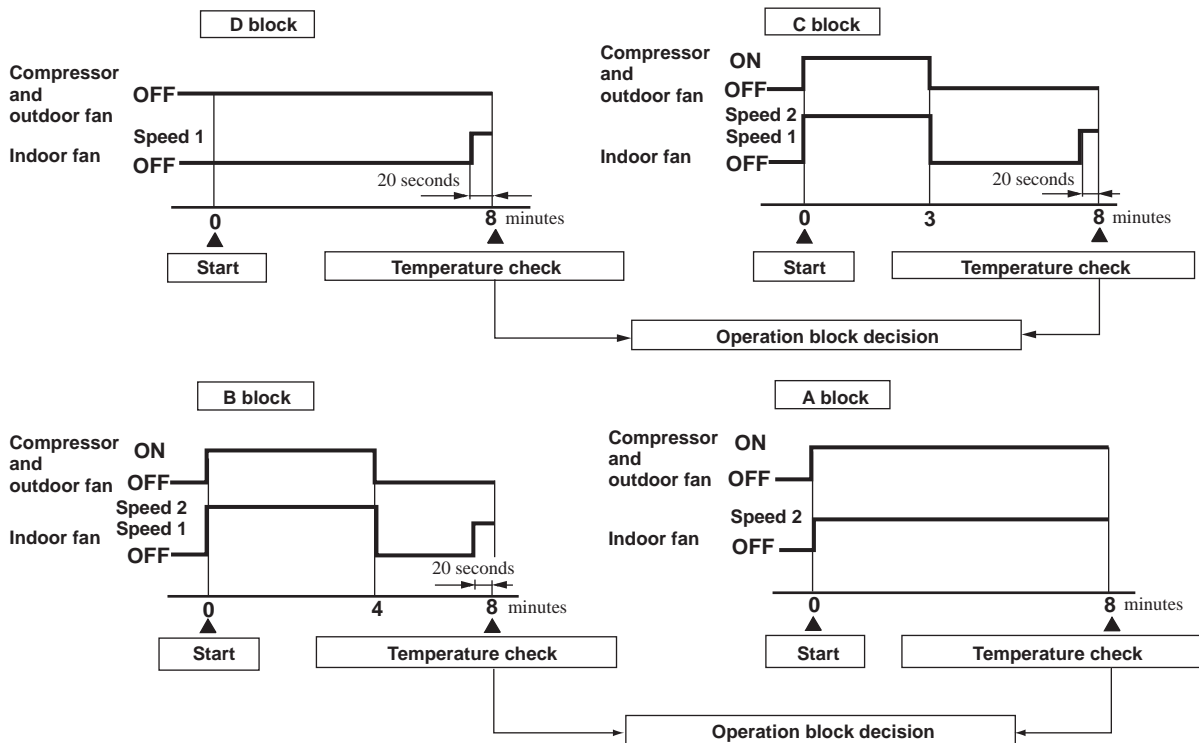 D block
Compressor
and
outdoor fan
OFF
Speed 1
Indoor fan
OFF
20 seconds
0
8 minutes
Start
Temperature check
C block
Compressor
and
outdoor fan
ON
OFF
Speed 2
Speed 1
Indoor fan
OFF
20 seconds
0
3
8 minutes
Start
Temperature check
Operation block decision
B block
Compressor
and
outdoor fan
ON
OFF
Speed 2
Speed 1
Indoor fan
OFF
20 seconds
0
4
8 minutes
Start
Temperature check
A block
Compressor
and
outdoor fan
ON
OFF
Speed 2
Indoor fan
OFF
0
8 minutes
Start
Temperature check
Operation block decision